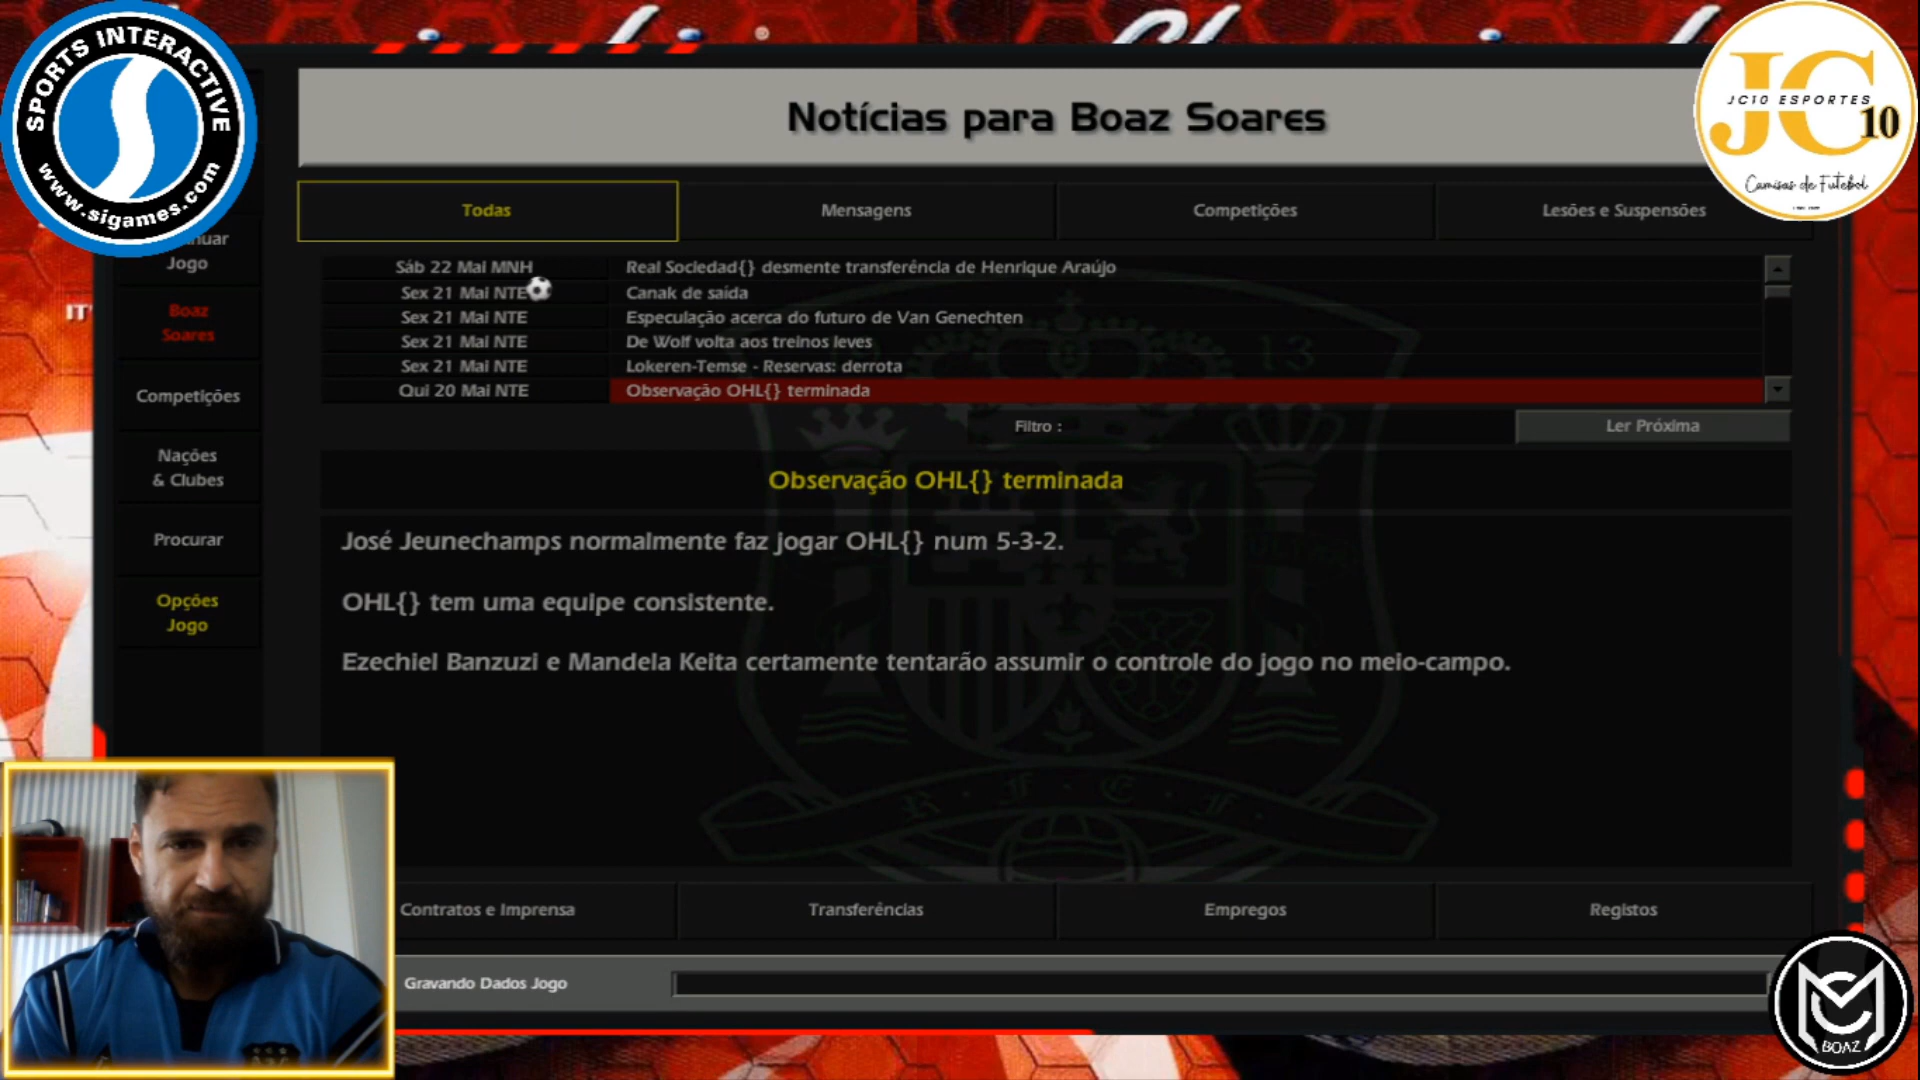 SPORTS INTERACTIVE
www.sigames.com
JC
10
JC10 ESPORTES
Camisas de Futebol
Notícias para Boaz Soares
Todas
Mensagens
Competições
Lesões e Suspensões
nuar
Jogo
Boaz
Soares
Competições
Nações
& Clubes
Procurar
Opções
Jogo
Sáb 22 Mai MNH Real Sociedad{} desmente transferência de Henrique Araújo
Sex 21 Mai NTE Canak de saída
Sex 21 Mai NTE Especulação acerca do futuro de Van Genechten
Sex 21 Mai NTE De Wolf volta aos treinos leves
Sex 21 Mai NTE Lokeren-Temse - Reservas: derrota
Qui 20 Mai NTE Observação OHL{} terminada
Filtro :
Ler Próxima
Observação OHL{} terminada
José Jeunechamps normalmente faz jogar OHL{} num 5-3-2.
OHL{} tem uma equipe consistente.
Ezechiel Banzuzi e Mandela Keita certamente tentarão assumir o controle do jogo no meio-campo.
13
R · F · C · F.
Contratos e Imprensa
Transferências
Empregos
Registos
Gravando Dados Jogo
BOAZ